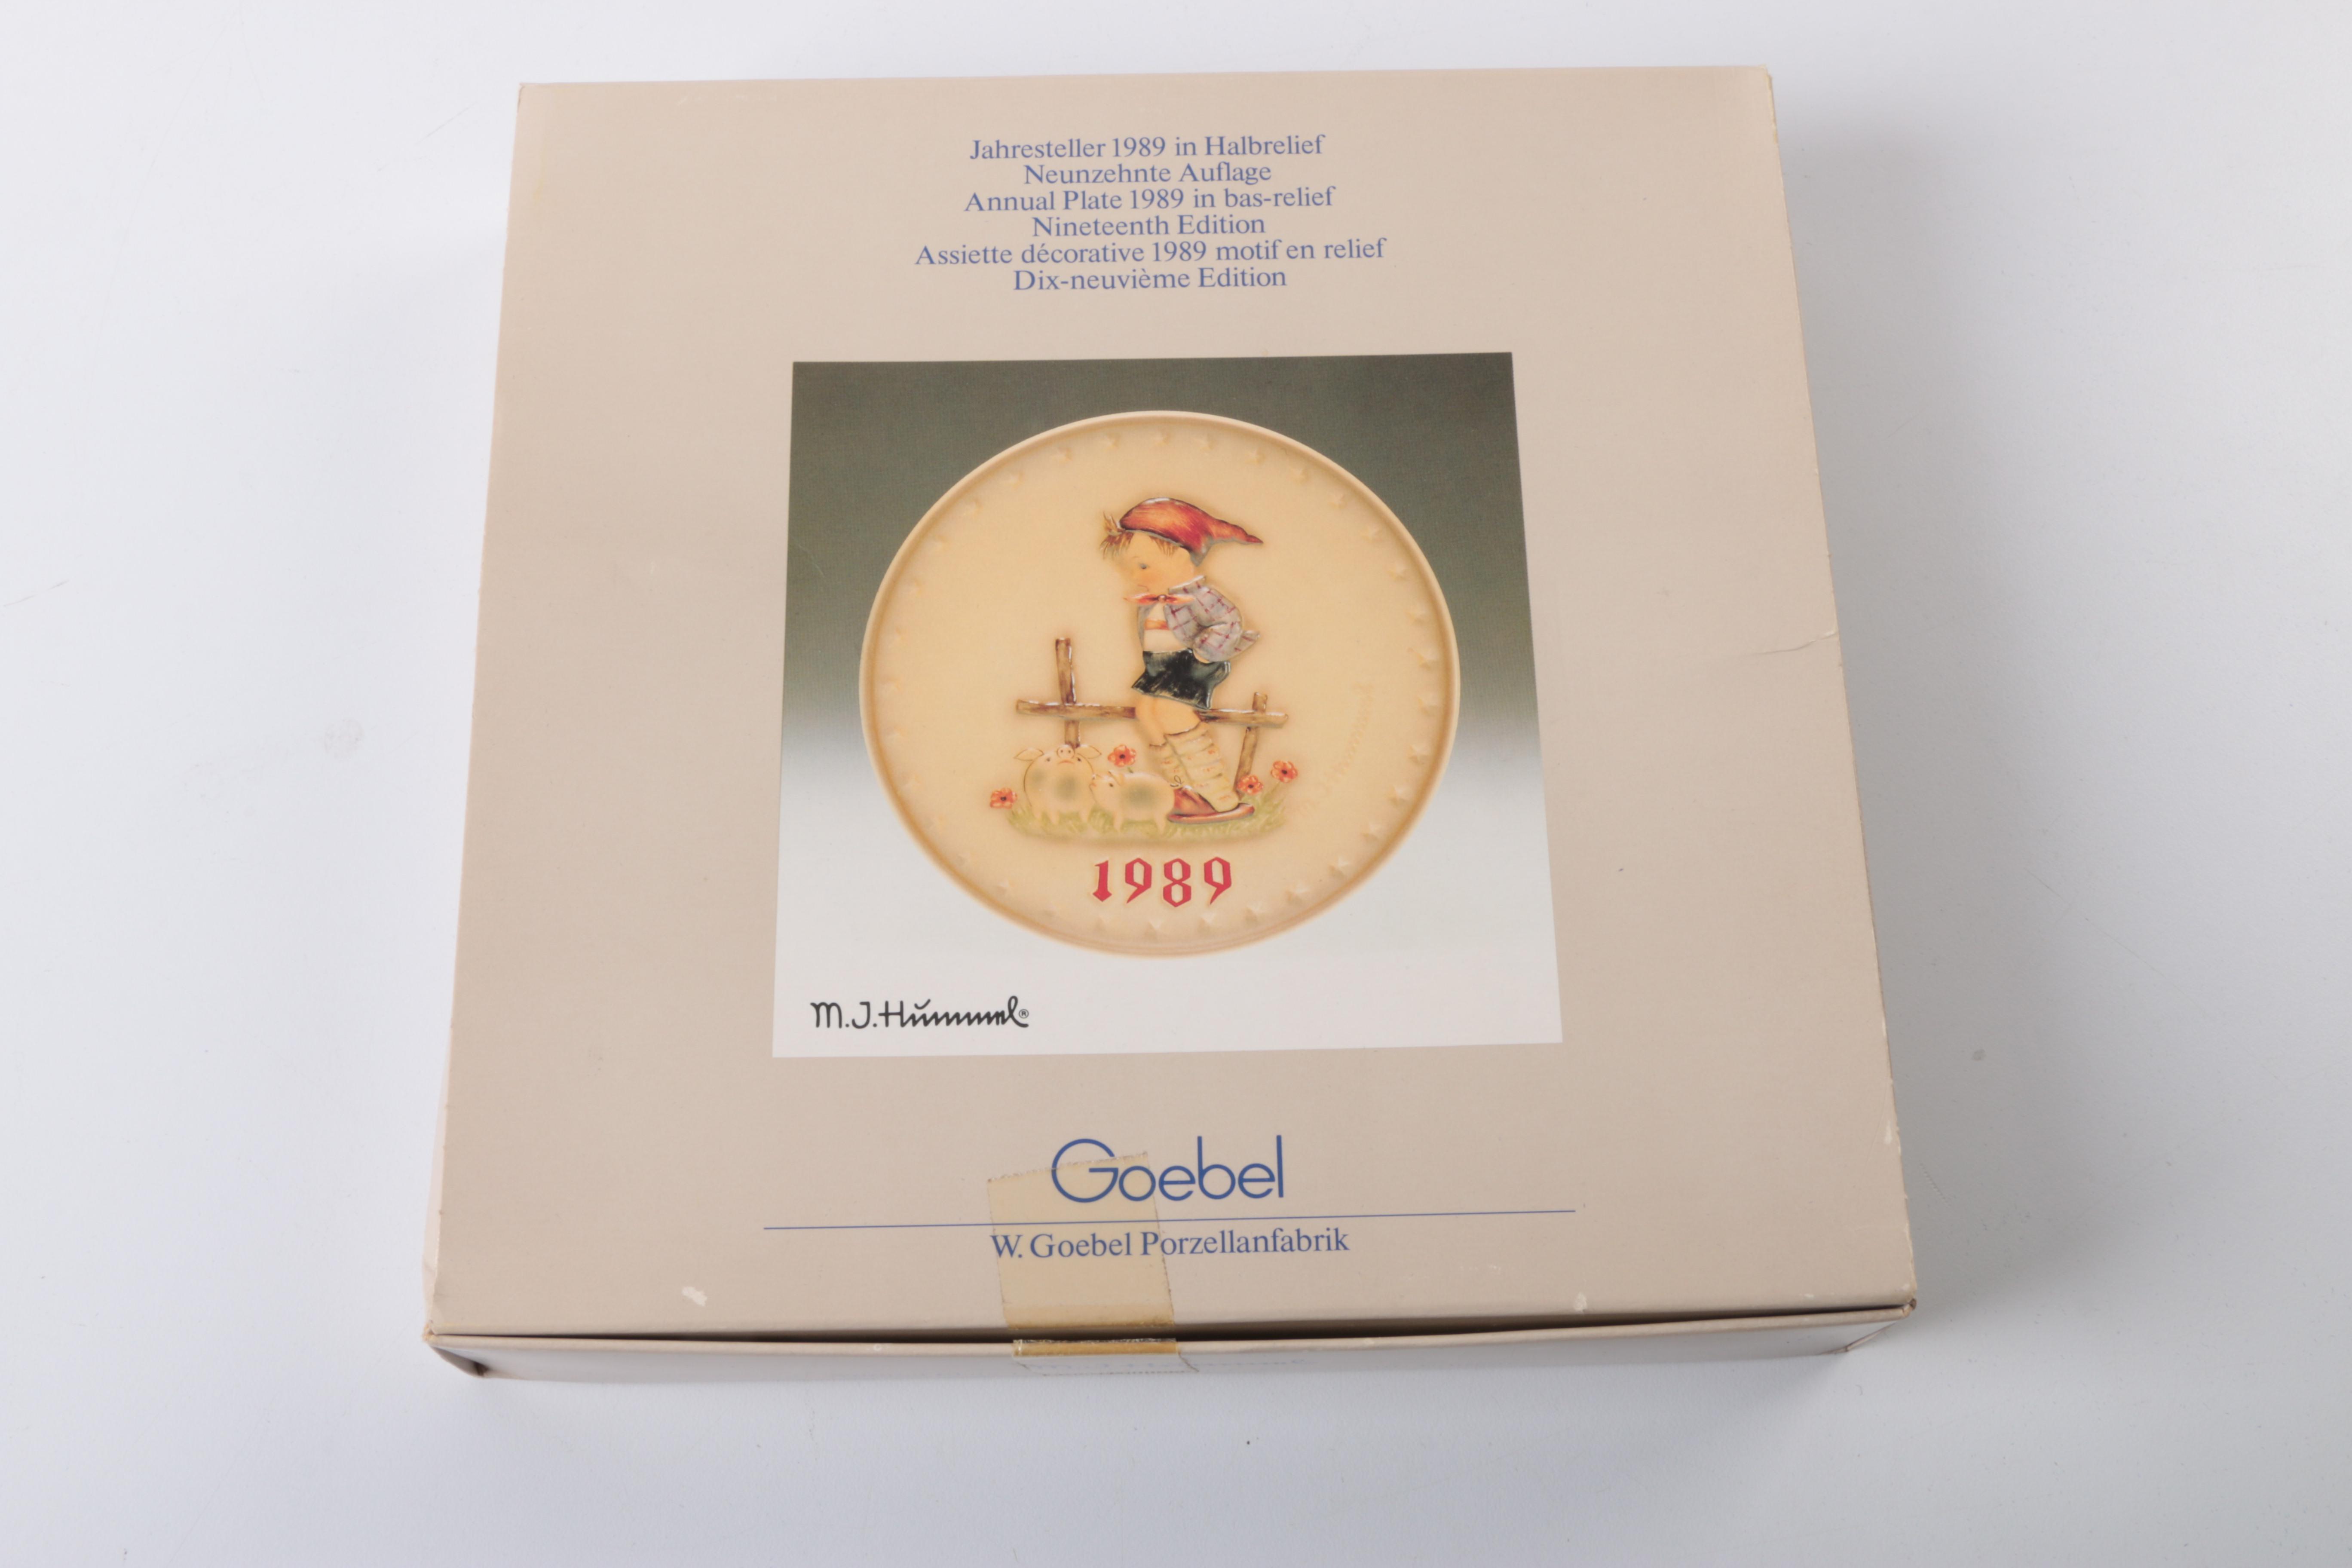 Jahresteller 1989 in Halbrelief
Neunzehnte Auflage
Annual Plate 1989 in bas-relief
Nineteenth Edition
Assiette décorative 1989 motif en relief
Dix-neuvième Edition
1989
M.J.Hummel®
Goebel
W. Goebel Porzellanfabrik